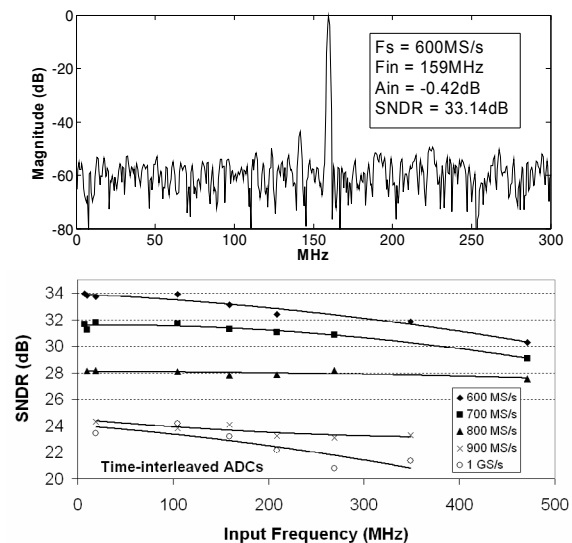 0
-20
-40
-60
-80
Magnitude (dB)
Fs = 600MS/s
Fin = 159MHz
Ain = -0.42dB
SNDR = 33.14dB
0 50 100 150 200 250 300
MHz
34
32
30
28
26
24
22
20
SNDR (dB)
600 MS/s
700 MS/s
800 MS/s
900 MS/s
1 GS/s
Time-interleaved ADCs
0 100 200 300 400 500
Input Frequency (MHz)